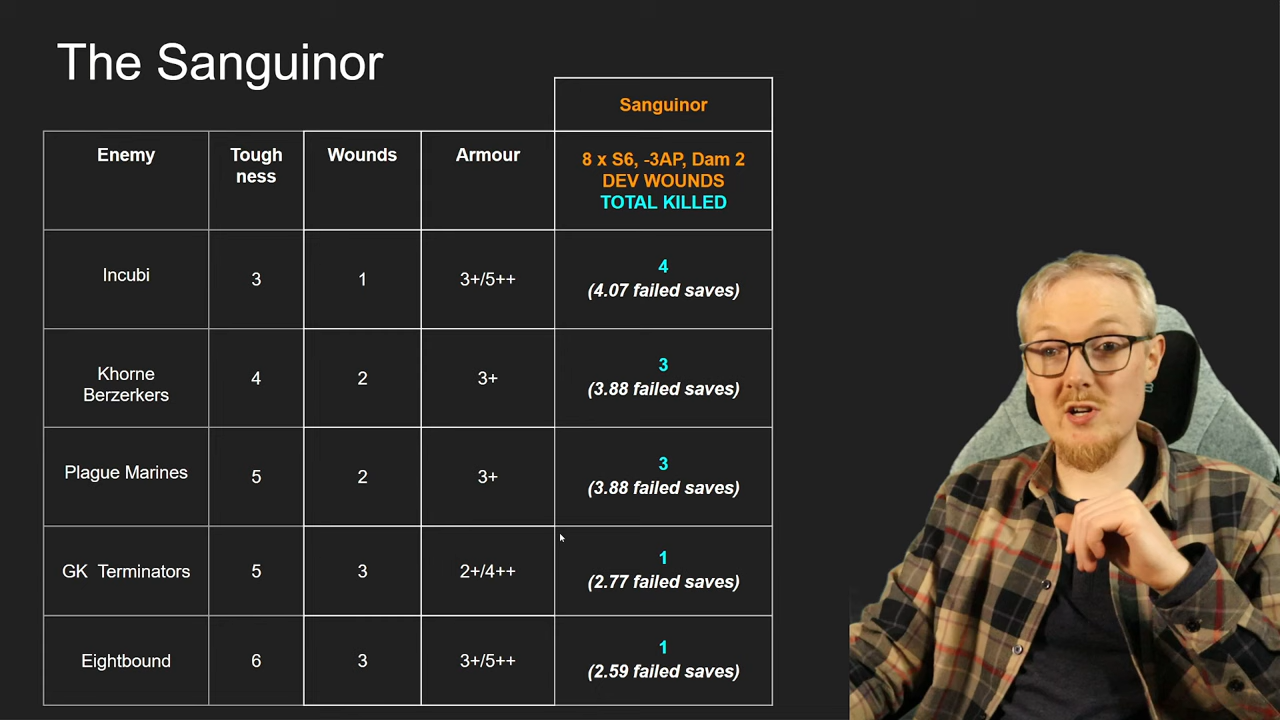 The Sanguinor
Sanguinor
Enemy
Tough
ness
Wounds
Armour
8 x S6, -3AP, Dam 2
DEV WOUNDS
TOTAL KILLED
Incubi
3
1
3+/5++
4
(4.07 failed saves)
Khorne
Berzerkers
4
2
3+
3
(3.88 failed saves)
Plague Marines
5
2
3+
3
(3.88 failed saves)
GK Terminators
5
3
2+/4++
1
(2.77 failed saves)
Eightbound
6
3
3+/5++
1
(2.59 failed saves)